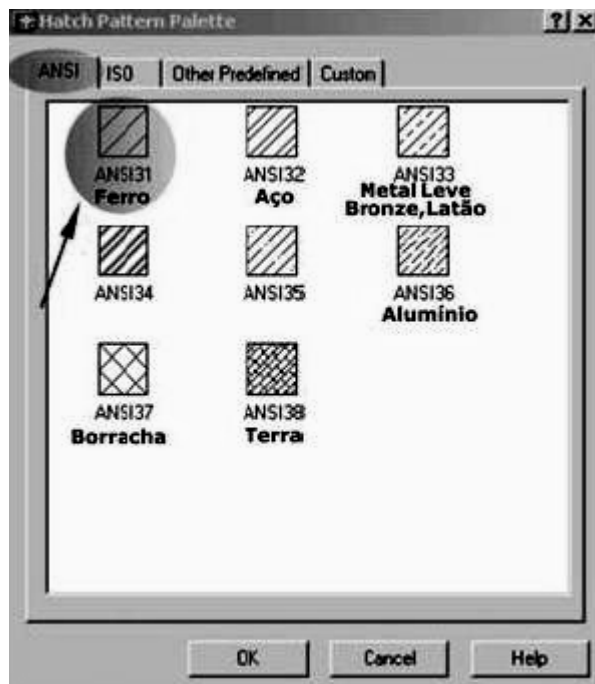 Hatch Pattern Palette
ANSI ISO Other Predefined Custom
ANSI31 ANSI32 ANSI33
Ferro Aço Metal Leve
Bronze,Latão
ANSI34 ANSI35 ANSI36
Alumínio
ANSI37 ANSI38
Borracha Terra
OK Cancel Help